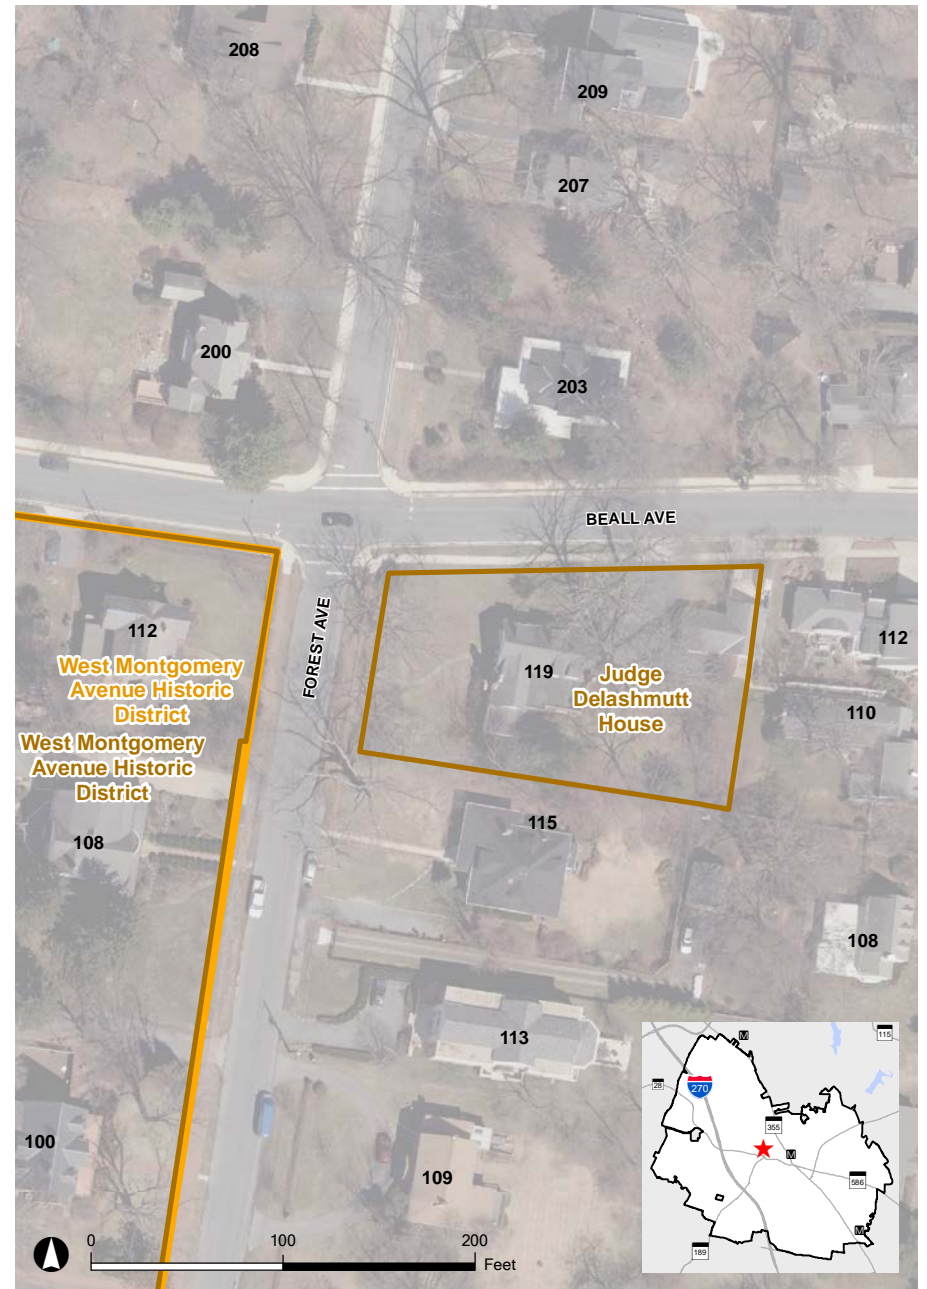 208
209
207
200
203
BEALL AVE
FOREST AVE
112
West Montgomery
Avenue Historic
District
West Montgomery
Avenue Historic
District
108
100
119
Judge
Delashmutt
House
112
110
115
108
113
109
0
100
200
Feet
M
115
28
270
355
M
586
M
189